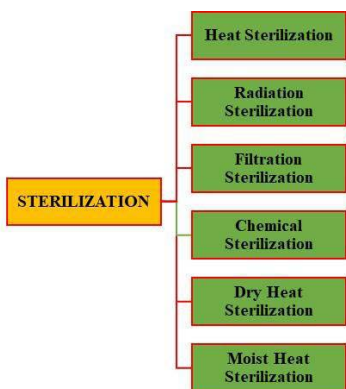 Heat Sterilization
Radiation
Sterilization
Filtration
Sterilization
STERILIZATION
Chemical
Sterilization
Dry Heat
Sterilization
Moist Heat
Sterilization